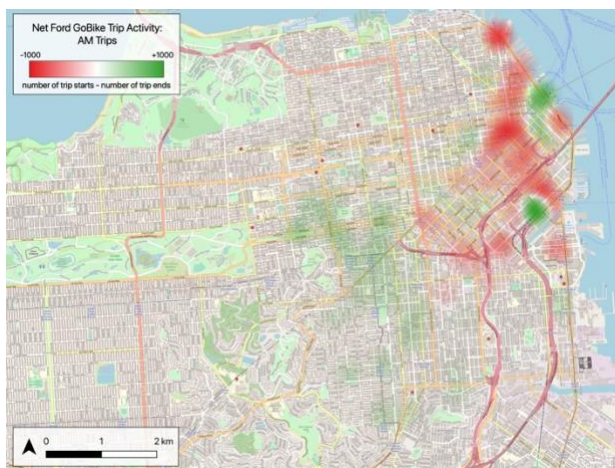 Net Ford GoBike Trip Activity:
AM Trips
-1000 +1000
number of trip starts – number of trip ends
0 1 2 km